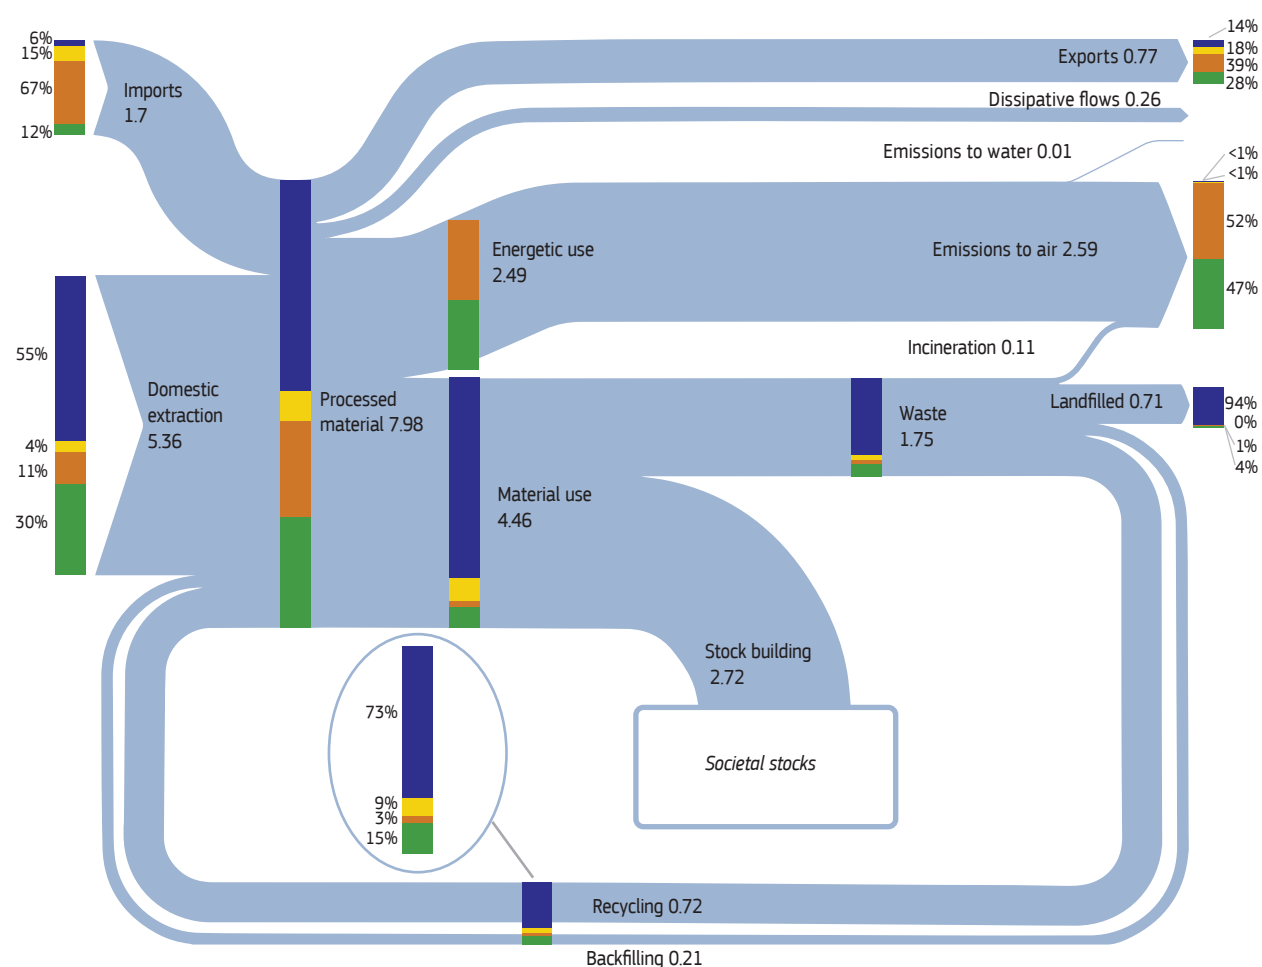 6%
15%
67%
12%
Imports
1.7
Exports 0.77
14%
18%
39%
28%
Dissipative flows 0.26
Emissions to water 0.01
<1%
<1%
52%
47%
Energetic use
2.49
Emissions to air 2.59
Incineration 0.11
55%
4%
11%
30%
Domestic
extraction
5.36
Processed
material 7.98
Waste
1.75
Landfilled 0.71
94%
0%
1%
4%
Material use
4.46
Stock building
2.72
Societal stocks
73%
9%
3%
15%
Recycling 0.72
Backfilling 0.21